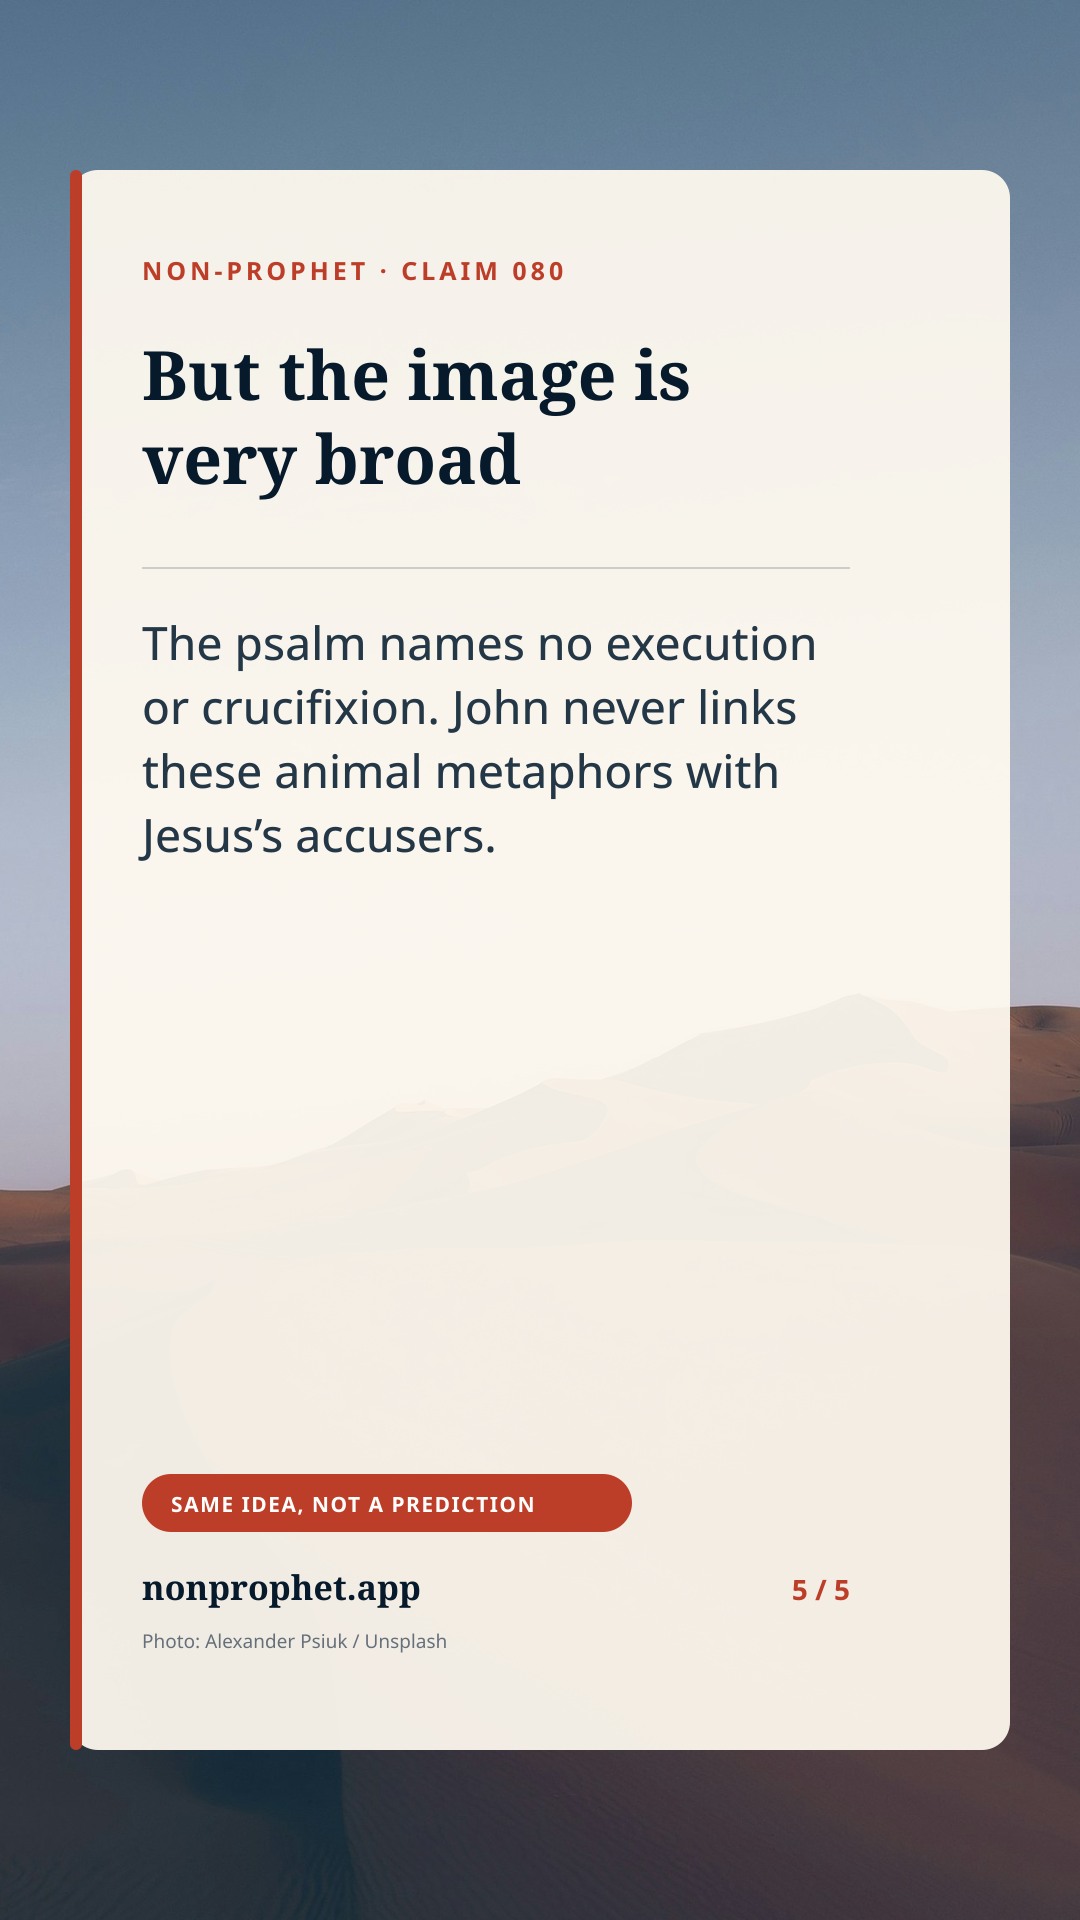 NON-PROPHET · CLAIM 080
But the image is
very broad
The psalm names no execution
or crucifixion. John never links
these animal metaphors with
Jesus’s accusers.
SAME IDEA, NOT A PREDICTION
nonprophet.app
5 / 5
Photo: Alexander Psiuk / Unsplash